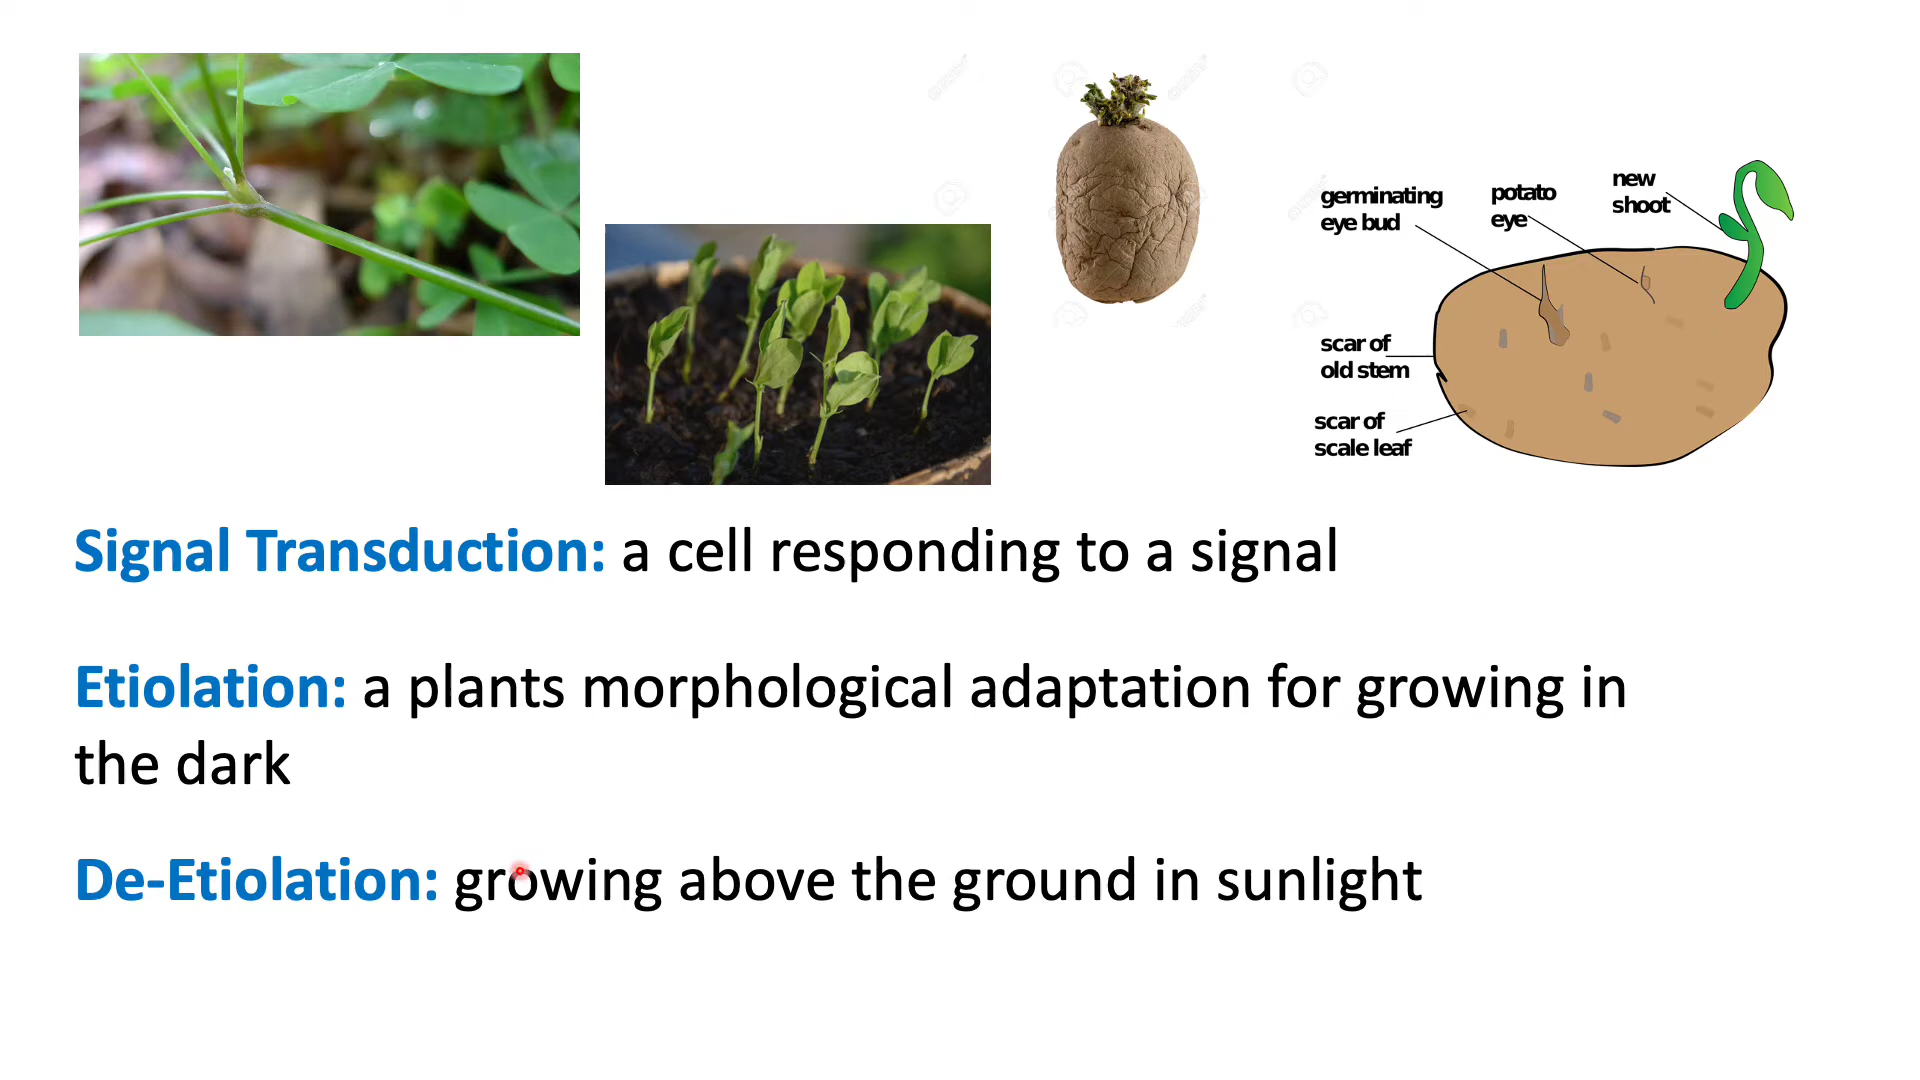 germinating
eye bud
potato
eye
new
shoot
scar of
old stem
scar of
scale leaf
Signal Transduction: a cell responding to a signal
Etiolation: a plants morphological adaptation for growing in
the dark
De-Etiolation: growing above the ground in sunlight